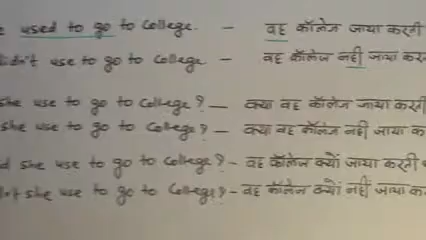 used to go to college. - वह कॉलेज जाया करती
didn't use to go to college - वह कॉलेज नही जाया
she use to go to college? - क्या वह कॉलेज जाया करती
she use to go to college? - क्या वह कॉलेज नहीं जाया
she use to go to college? - वह कॉलेज क्यों जाया करती
she use to go to college? - वह कॉलेज क्यों नहीं जाया